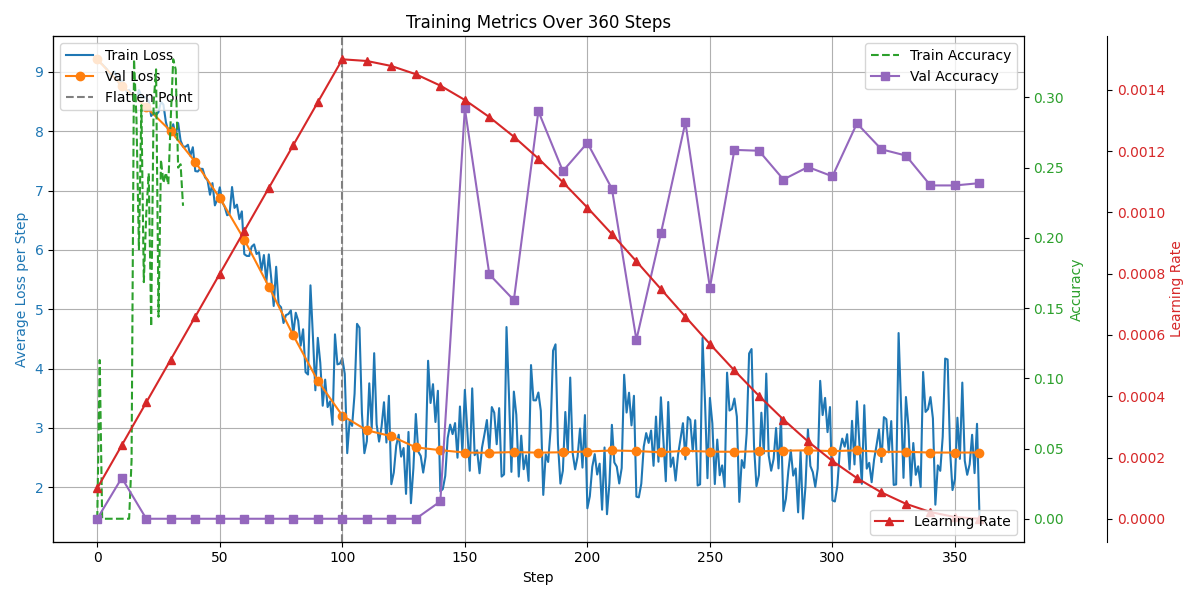 Training Metrics Over 360 Steps
Train Loss
Val Loss
Flatten Point
Train Accuracy
Val Accuracy
Learning Rate
Average Loss per Step
9
8
7
6
5
4
3
2
0
50
100
150
200
250
300
350
Step
0.30
0.25
0.20
0.15
0.10
0.05
0.00
Accuracy
0.0014
0.0012
0.0010
0.0008
0.0006
0.0004
0.0002
0.0000
Learning Rate